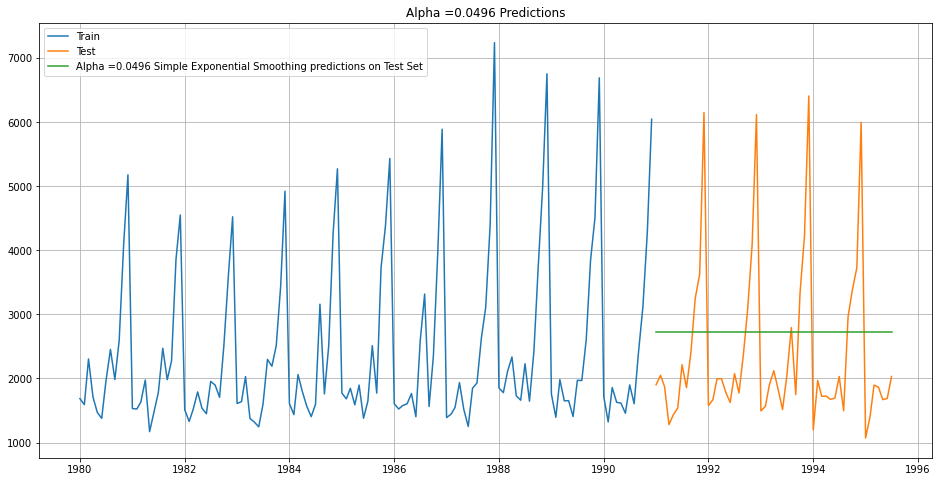 Alpha =0.0496 Predictions
Train
Test
Alpha =0.0496 Simple Exponential Smoothing predictions on Test Set
7000
6000
5000
4000
3000
2000
1000
1980 1982 1984 1986 1988 1990 1992 1994 1996